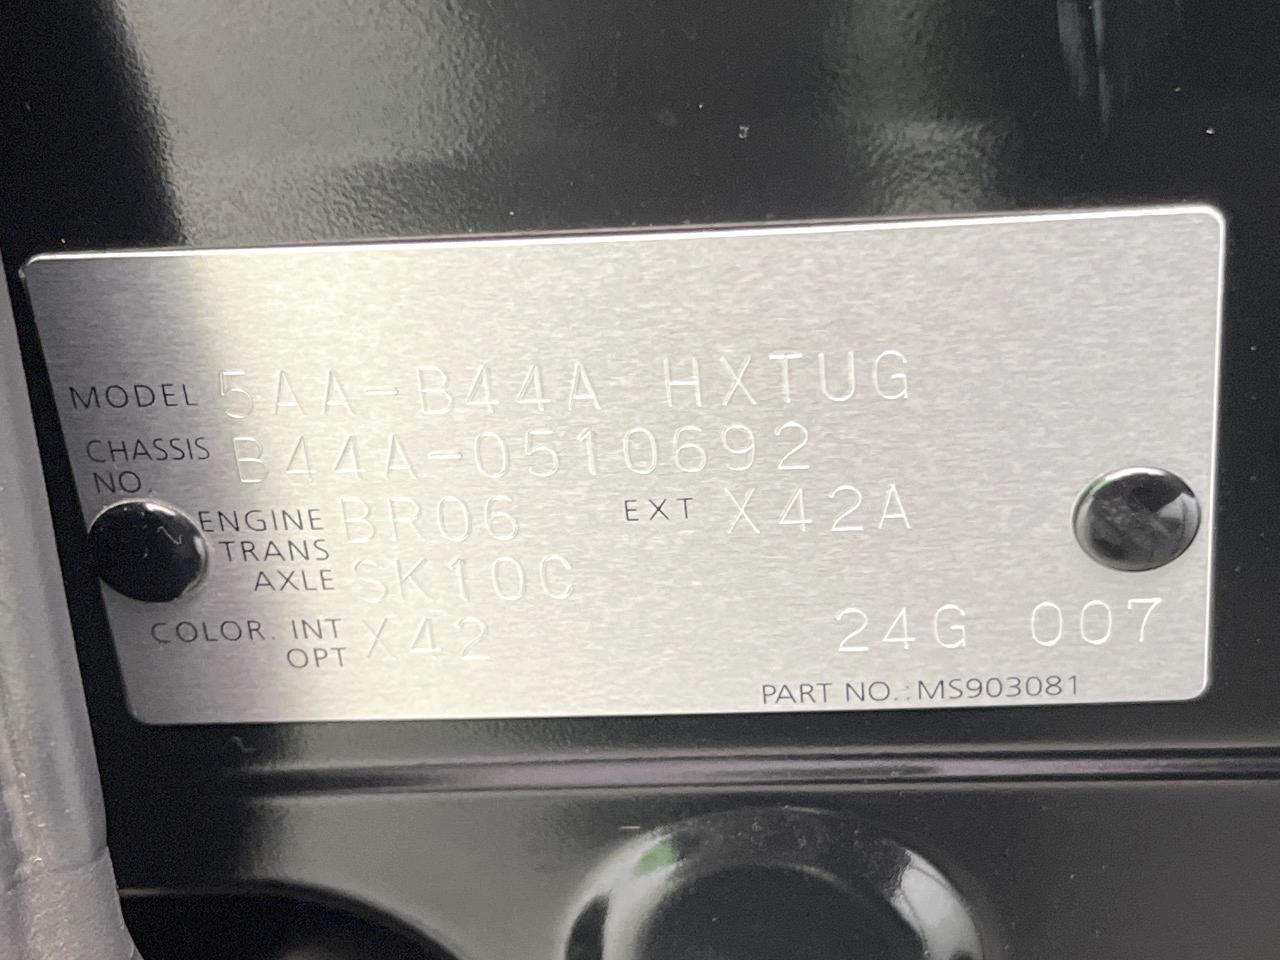 MODEL 5AA-B44A HXTUG
CHASSIS NO. B44A-0510692
ENGINE BR06 EXT X42A
TRANS AXLE SK10C
COLOR. INT OPT X42 24G 007
PART NO.:MS903081